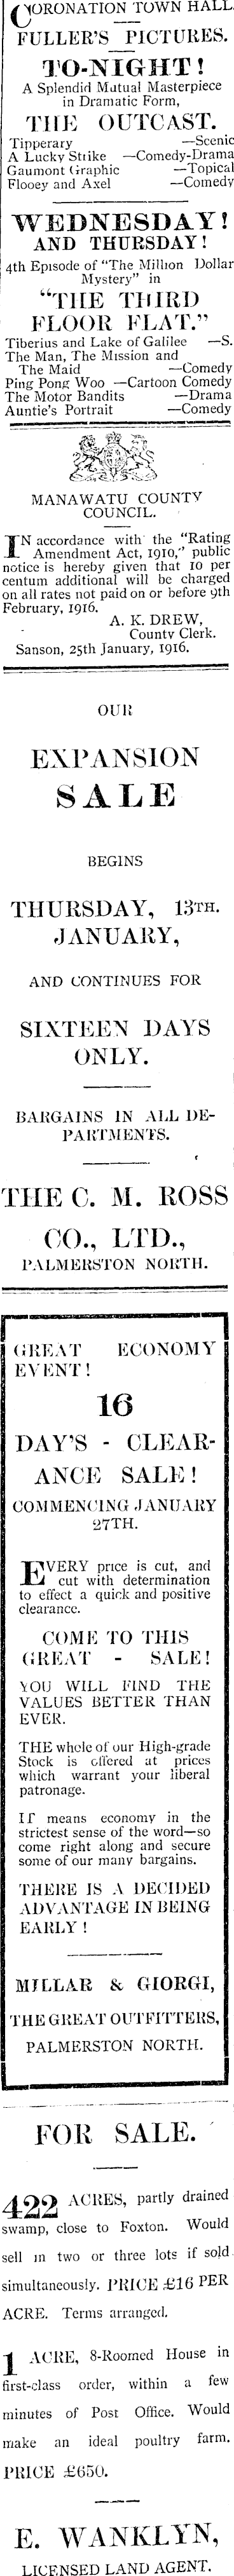 CORONATION TOWN HALL.
FULLER'S PICTURES.
TO-NIGHT!
A Splendid Mutual Masterpiece
in Dramatic Form,
THE OUTCAST.
Tipperary —Scenic
A Lucky Strike —Comedy-Drama
Gaumont Graphic —Topical
Flooey and Axel —Comedy
WEDNESDAY!
AND THURSDAY!
4th Episode of "The Million Dollar
Mystery" in
"THE THIRD
FLOOR FLAT."
Tiberius and Lake of Galilee —S.
The Man, The Mission and
The Maid —Comedy
Ping Pong Woo —Cartoon Comedy
The Motor Bandits —Drama
Auntie's Portrait —Comedy
MANAWATU COUNTY
COUNCIL.
IN accordance with the "Rating
Amendment Act, 1910," public
notice is hereby given that 10 per
centum additional will be charged
on all rates not paid on or before 9th
February, 1916.
A. K. DREW,
County Clerk.
Sanson, 25th January, 1916.
OUR
EXPANSION
SALE
BEGINS
THURSDAY, 13TH.
JANUARY,
AND CONTINUES FOR
SIXTEEN DAYS
ONLY.
BARGAINS IN ALL DE-
PARTMENTS.
THE C. M. ROSS
CO., LTD.,
PALMERSTON NORTH.
GREAT ECONOMY
EVENT!
16
DAY'S - CLEAR-
ANCE SALE!
COMMENCING JANUARY
27TH.
EVERY price is cut, and
cut with determination
to effect a quick and positive
clearance.
COME TO THIS
GREAT - SALE!
YOU WILL FIND THE
VALUES BETTER THAN
EVER.
THE whole of our High-grade
Stock is offered at prices
which warrant your liberal
patronage.
IT means economy in the
strictest sense of the word—so
come right along and secure
some of our many bargains.
THERE IS A DECIDED
ADVANTAGE IN BEING
EARLY!
MILLAR & GIORGI,
THE GREAT OUTFITTERS,
PALMERSTON NORTH.
FOR SALE.
422 ACRES, partly drained
swamp, close to Foxton. Would
sell in two or three lots if sold
simultaneously. PRICE £16 PER
ACRE. Terms arranged.
1 ACRE, 8-Roomed House in
first-class order, within a few
minutes of Post Office. Would
make an ideal poultry farm.
PRICE £650.
E. WANKLYN,
LICENSED LAND AGENT.